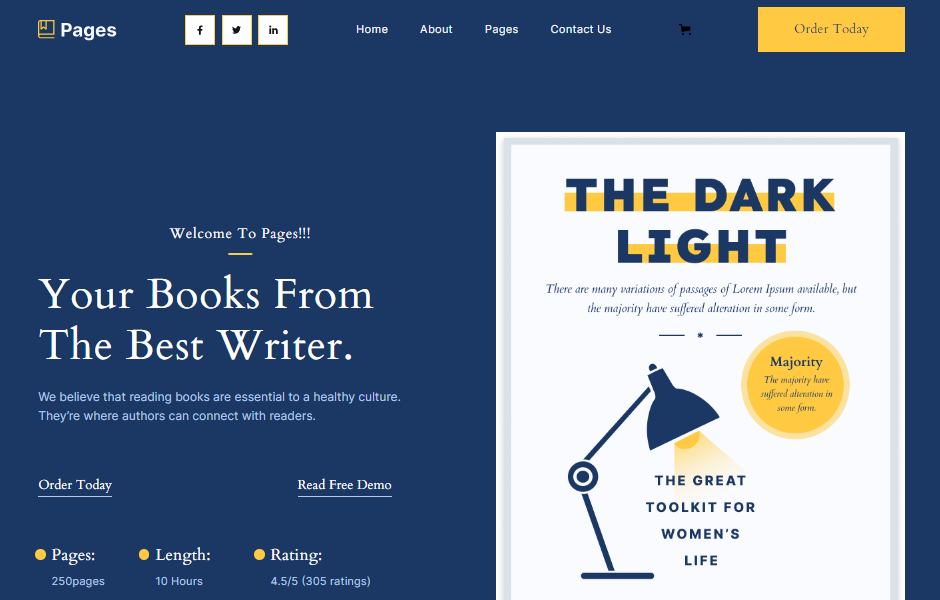 Pages
Home
About
Pages
Contact Us
Order Today
Welcome To Pages!!!
Your Books From
The Best Writer.
We believe that reading books are essential to a healthy culture.
They're where authors can connect with readers.
Order Today
Read Free Demo
Pages:
250pages
Length:
10 Hours
Rating:
4.5/5 (305 ratings)
THE DARK
LIGHT
There are many variations of passages of Lorem Ipsum available, but
the majority have suffered alteration in some form.
Majority
The majority have
suffered alteration in
some form.
THE GREAT
TOOLKIT FOR
WOMEN'S
LIFE